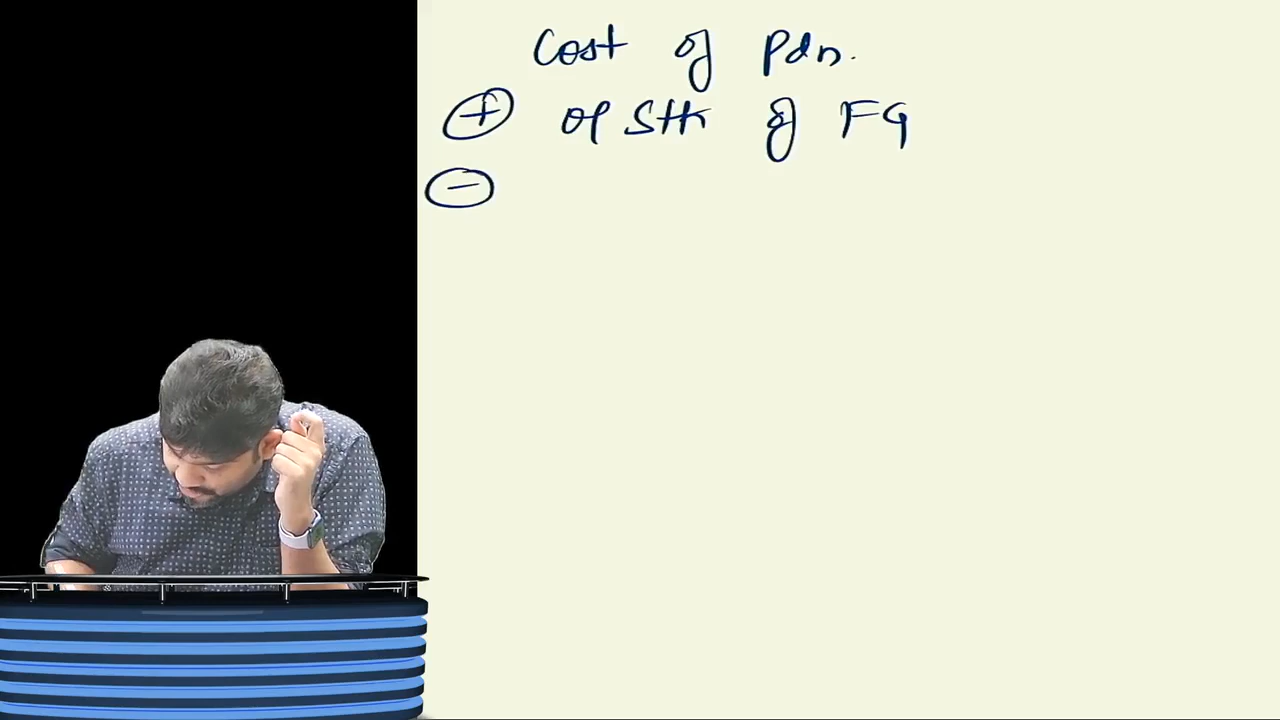 Cost of Pdn.
+ op Stk of FG
-